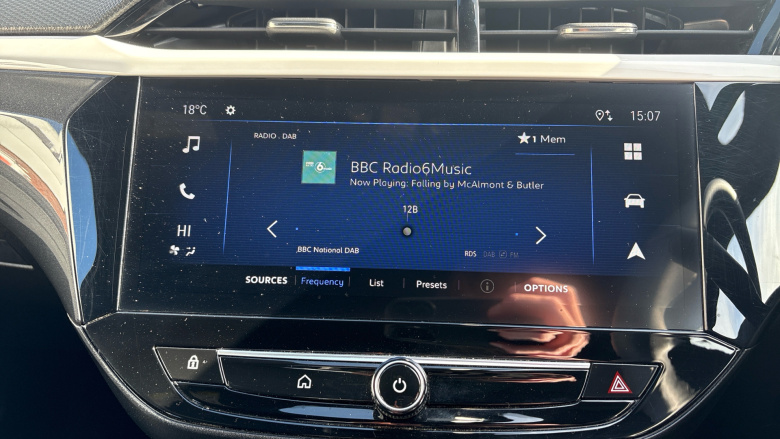 18°C
15:07
RADIO . DAB
★1 Mem
6
BBC Radio6Music
Now Playing: Falling by McAlmont & Butler
12B
HI
BBC National DAB
RDS DAB FM
SOURCES Frequency List Presets OPTIONS